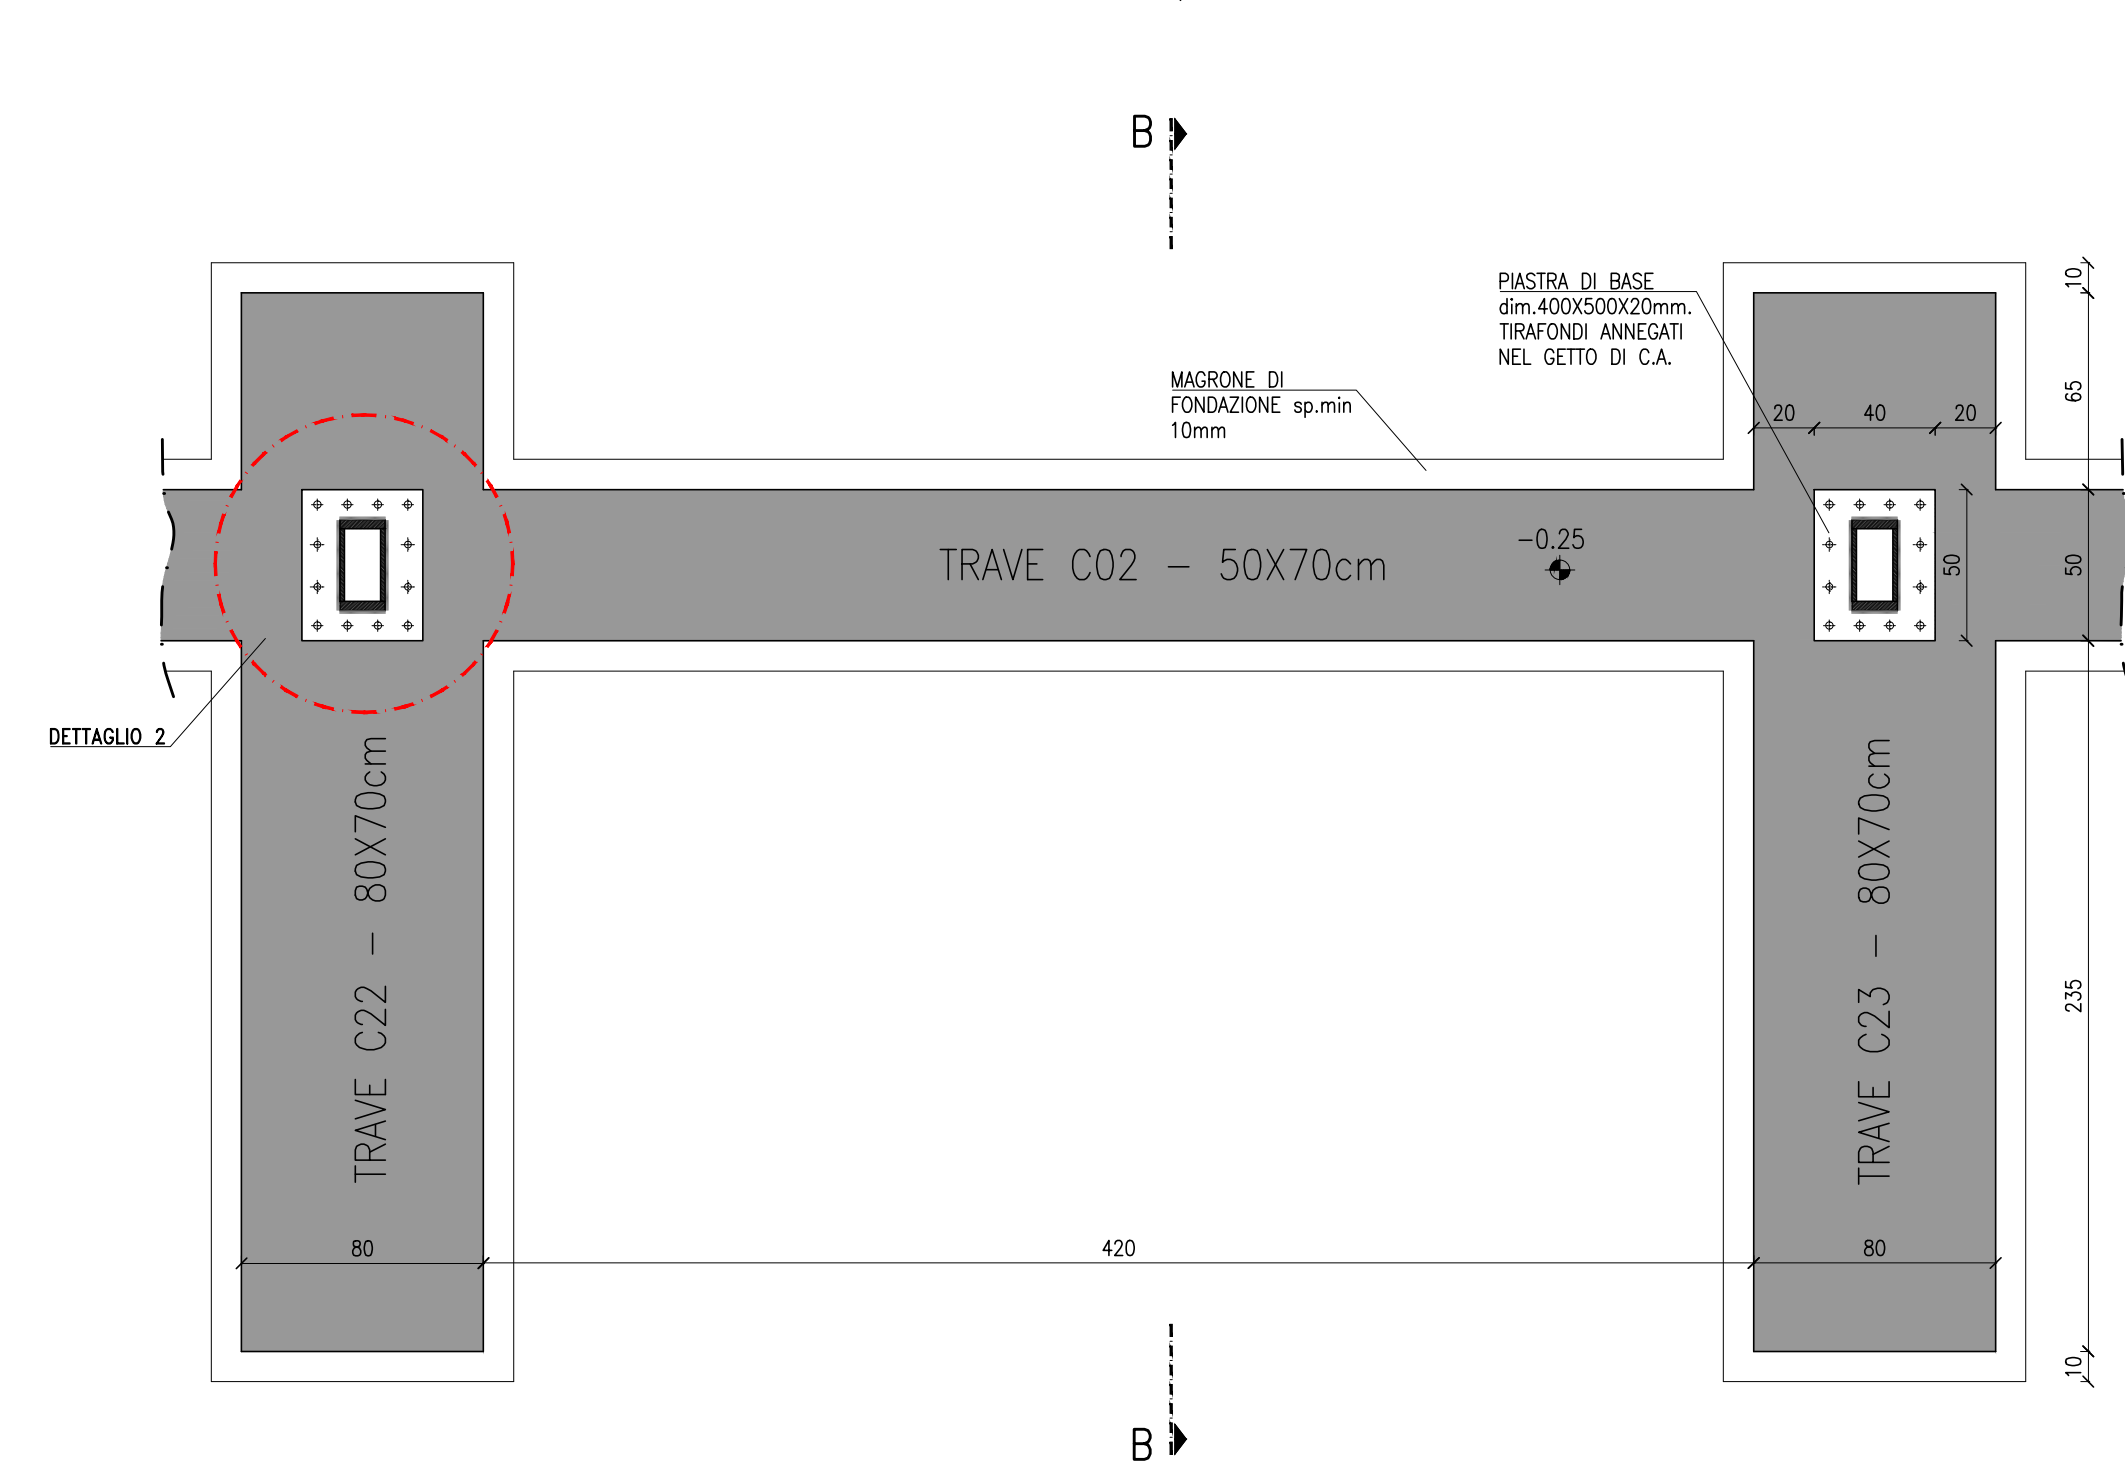 B
PIASTRA DI BASE
dim.400X500X20mm.
TIRAFONDI ANNEGATI
NEL GETTO DI C.A.
10
MAGRONE DI
FONDAZIONE sp.min
10mm
65
20 40 20
TRAVE C02 - 50X70cm
-0.25
50
50
DETTAGLIO 2
TRAVE C22 - 80X70cm
TRAVE C23 - 80X70cm
235
80
420
80
10
B